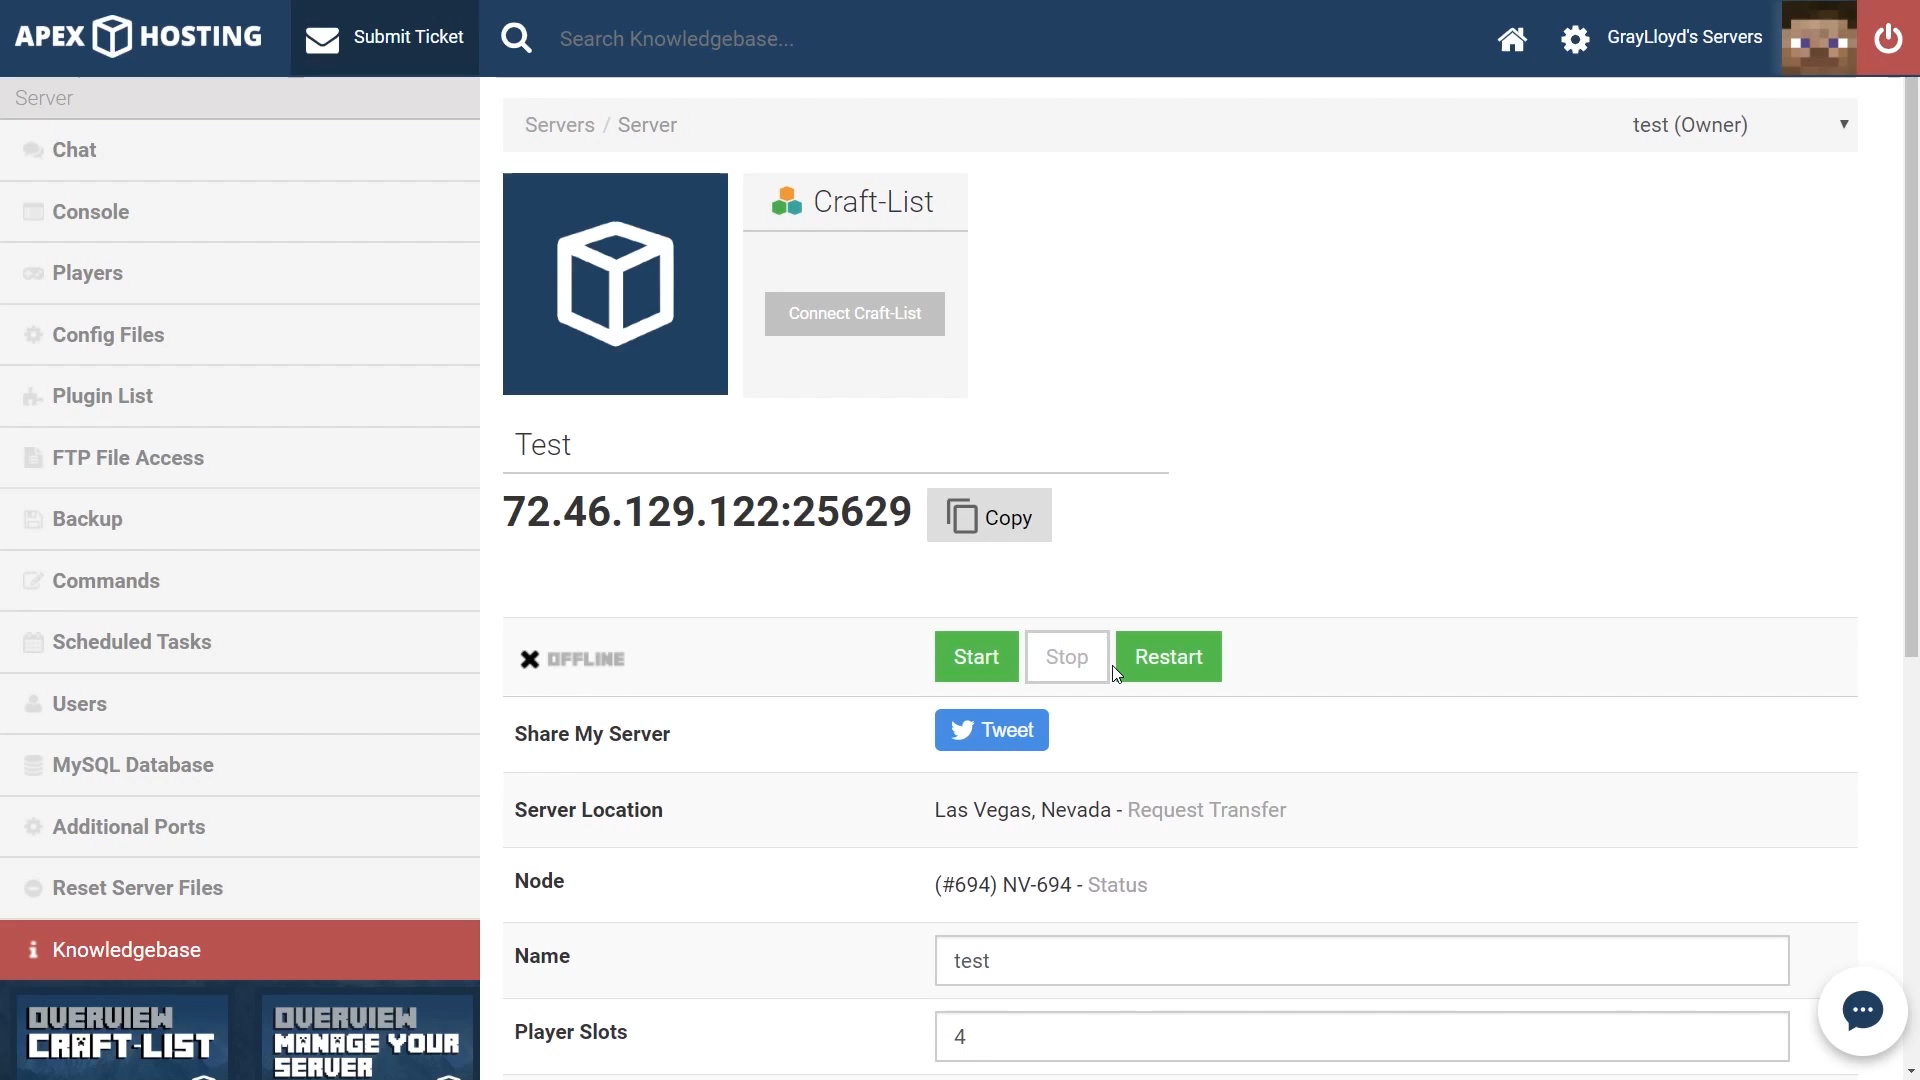 APEX HOSTING
Submit Ticket
Search Knowledgebase...
GrayLloyd's Servers
Server
Chat
Console
Players
Config Files
Plugin List
FTP File Access
Backup
Commands
Scheduled Tasks
Users
MySQL Database
Additional Ports
Reset Server Files
Knowledgebase
OVERVIEW
CRAFT-LIST
OVERVIEW
MANAGE YOUR
SERVER
Servers / Server
test (Owner)
Craft-List
Connect Craft-List
Test
72.46.129.122:25629
Copy
OFFLINE
Start
Stop
Restart
Share My Server
Tweet
Server Location
Las Vegas, Nevada - Request Transfer
Node
(#694) NV-694 - Status
Name
test
Player Slots
4